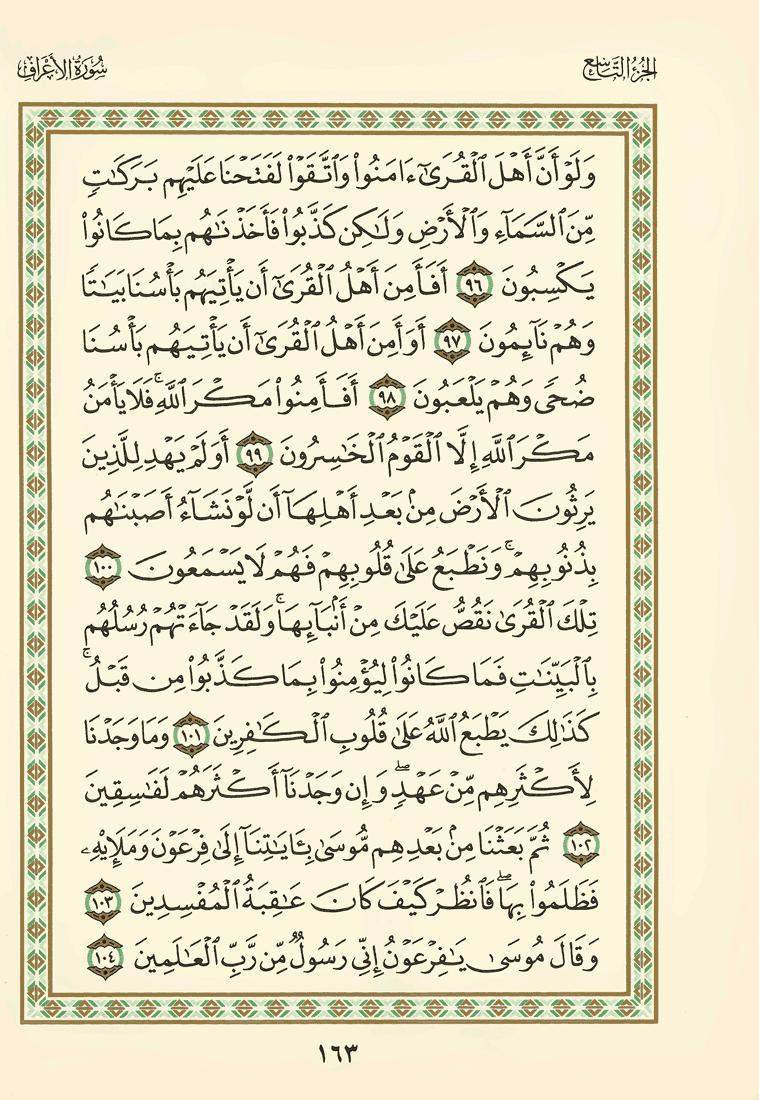 الجزء التاسع
سورة الأعراف
وَلَوْ أَنَّ أَهْلَ ٱلْقُرَىٰٓ ءَامَنُوا۟ وَٱتَّقَوْا۟ لَفَتَحْنَا عَلَيْهِم بَرَكَٰتٍ
مِّنَ ٱلسَّمَآءِ وَٱلْأَرْضِ وَلَٰكِن كَذَّبُوا۟ فَأَخَذْنَٰهُم بِمَا كَانُوا۟
يَكْسِبُونَ ٩٦ أَفَأَمِنَ أَهْلُ ٱلْقُرَىٰٓ أَن يَأْتِيَهُم بَأْسُنَا بَيَٰتًا
وَهُمْ نَآئِمُونَ ٩٧ أَوَأَمِنَ أَهْلُ ٱلْقُرَىٰٓ أَن يَأْتِيَهُم بَأْسُنَا
ضُحًى وَهُمْ يَلْعَبُونَ ٩٨ أَفَأَمِنُوا۟ مَكْرَ ٱللَّهِ ۚ فَلَا يَأْمَنُ
مَكْرَ ٱللَّهِ إِلَّا ٱلْقَوْمُ ٱلْخَٰسِرُونَ ٩٩ أَوَلَمْ يَهْدِ لِلَّذِينَ
يَرِثُونَ ٱلْأَرْضَ مِنۢ بَعْدِ أَهْلِهَآ أَن لَّوْ نَشَآءُ أَصَبْنَٰهُم
بِذُنُوبِهِمْ ۚ وَنَطْبَعُ عَلَىٰ قُلُوبِهِمْ فَهُمْ لَا يَسْمَعُونَ ١٠٠
تِلْكَ ٱلْقُرَىٰ نَقُصُّ عَلَيْكَ مِنْ أَنۢبَآئِهَا ۚ وَلَقَدْ جَآءَتْهُمْ رُسُلُهُم
بِٱلْبَيِّنَٰتِ فَمَا كَانُوا۟ لِيُؤْمِنُوا۟ بِمَا كَذَّبُوا۟ مِن قَبْلُ ۚ
كَذَٰلِكَ يَطْبَعُ ٱللَّهُ عَلَىٰ قُلُوبِ ٱلْكَٰفِرِينَ ١٠١ وَمَا وَجَدْنَا
لِأَكْثَرِهِم مِّنْ عَهْدٍ ۖ وَإِن وَجَدْنَآ أَكْثَرَهُمْ لَفَٰسِقِينَ
١٠٢ ثُمَّ بَعَثْنَا مِنۢ بَعْدِهِم مُّوسَىٰ بِـَٔايَٰتِنَآ إِلَىٰ فِرْعَوْنَ وَمَلَإِي۟هِۦ
فَظَلَمُوا۟ بِهَا ۖ فَٱنظُرْ كَيْفَ كَانَ عَٰقِبَةُ ٱلْمُفْسِدِينَ ١٠٣
وَقَالَ مُوسَىٰ يَٰفِرْعَوْنُ إِنِّى رَسُولٌ مِّن رَّبِّ ٱلْعَٰلَمِينَ ١٠٤
١٦٣